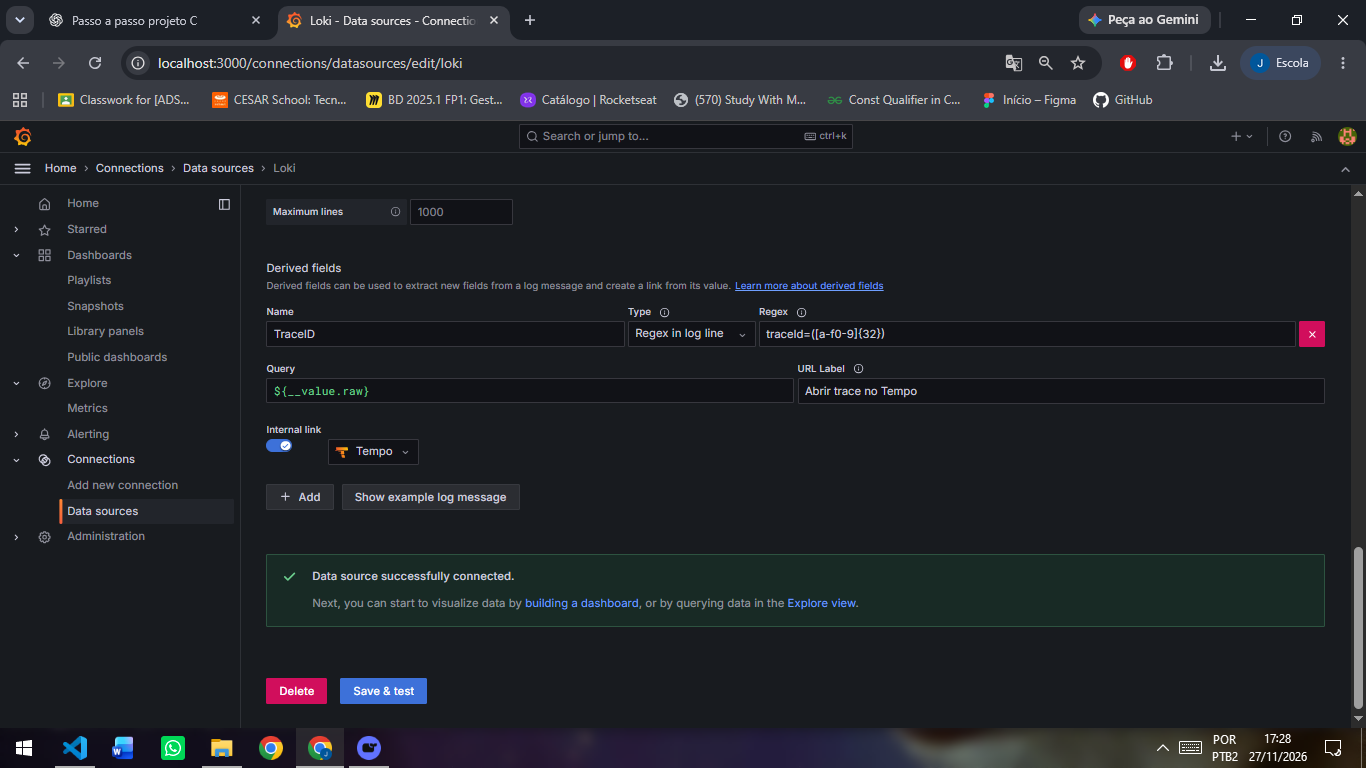 Passo a passo projeto C
Loki - Data sources - Connectio
Peça ao Gemini
localhost:3000/connections/datasources/edit/loki
J
Escola
Classwork for [ADS...
CESAR School: Tecn...
BD 2025.1 FP1: Gest...
Catálogo | Rocketseat
(570) Study With M...
Const Qualifier in C...
Início – Figma
GitHub
Search or jump to...
ctrl+k
Home
Connections
Data sources
Loki
Home
Starred
Dashboards
Playlists
Snapshots
Library panels
Public dashboards
Explore
Metrics
Alerting
Connections
Add new connection
Data sources
Administration
Maximum lines
1000
Derived fields
Derived fields can be used to extract new fields from a log message and create a link from its value. Learn more about derived fields
Name
Type
Regex
TraceID
Regex in log line
traceId=([a-f0-9]{32})
Query
URL Label
${__value.raw}
Abrir trace no Tempo
Internal link
Tempo
Add
Show example log message
Data source successfully connected.
Next, you can start to visualize data by building a dashboard, or by querying data in the Explore view.
Delete
Save & test
POR
PTB2
17:28
27/11/2026